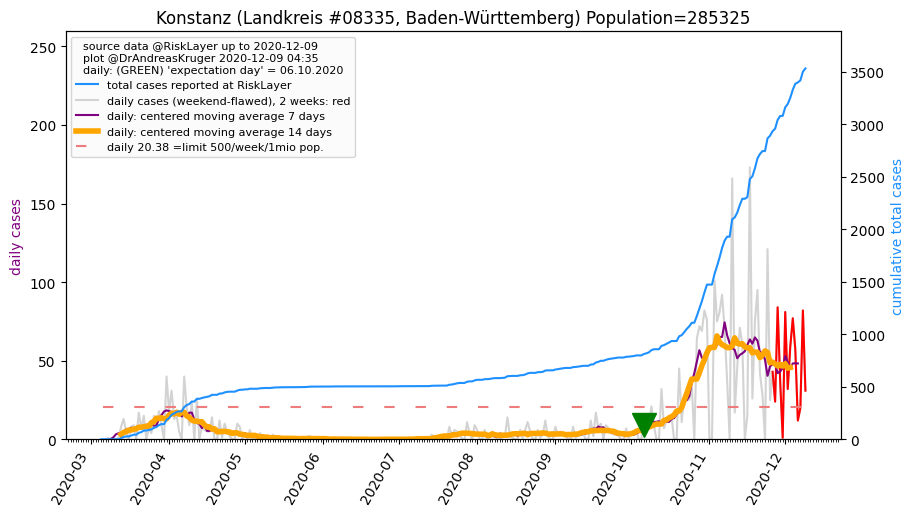 Konstanz (Landkreis #08335, Baden-Württemberg) Population=285325
source data @RiskLayer up to 2020-12-09
plot @DrAndreasKruger 2020-12-09 04:35
daily: (GREEN) 'expectation day' = 06.10.2020
total cases reported at RiskLayer
daily cases (weekend-flawed), 2 weeks: red
daily: centered moving average 7 days
daily: centered moving average 14 days
daily 20.38 =limit 500/week/1mio pop.
daily cases
250
200
150
100
50
0
cumulative total cases
3500
3000
2500
2000
1500
1000
500
0
2020-03
2020-04
2020-05
2020-06
2020-07
2020-08
2020-09
2020-10
2020-11
2020-12